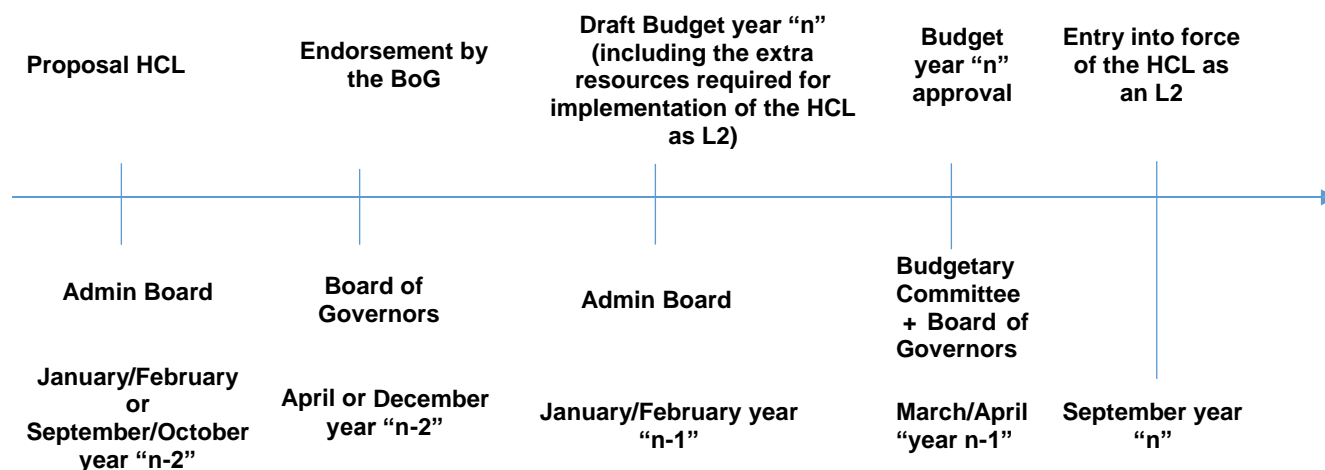 Proposal HCL
Endorsement by
the BoG
Draft Budget year “n”
(including the extra
resources required for
implementation of the HCL
as L2)
Budget
year “n”
approval
Entry into force
of the HCL as
an L2
Admin Board
Board of
Governors
Admin Board
Budgetary
Committee
+ Board of
Governors
January/February
or
September/October
year “n-2”
April or December
year “n-2”
January/February year
“n-1”
March/April
“year n-1”
September year
“n”